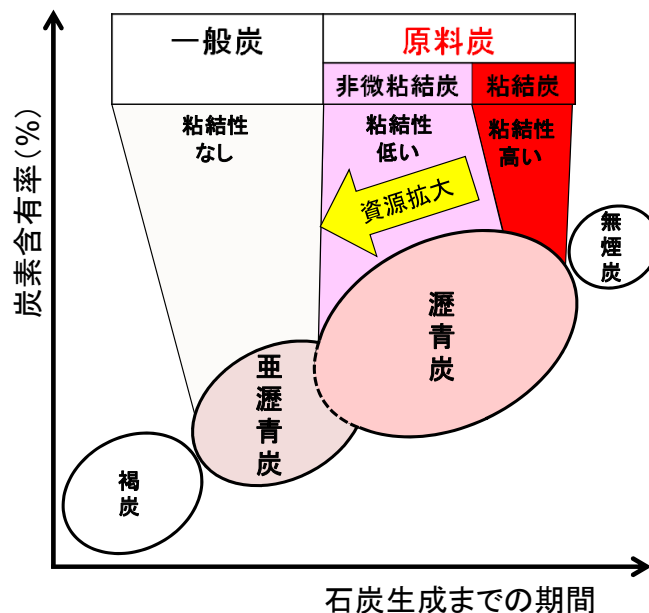 一般炭
原料炭
非微粘結炭
粘結炭
粘結性
なし
粘結性
低い
粘結性
高い
資源拡大
無煙炭
瀝青炭
亜瀝青炭
褐炭
炭素含有率(%)
石炭生成までの期間